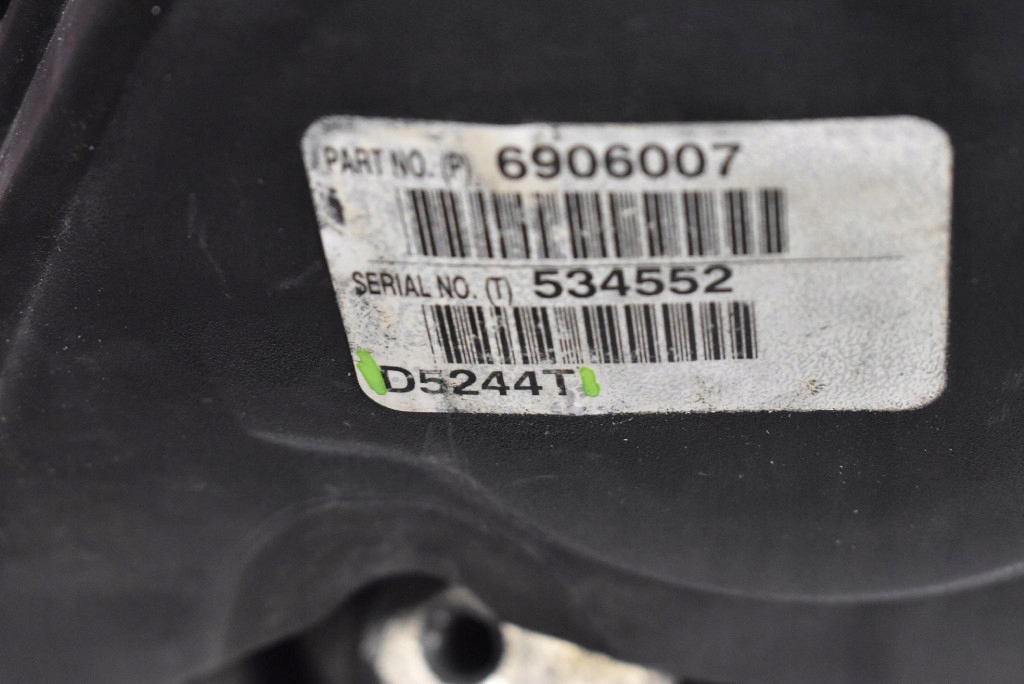 PART NO. (P) 6906007
SERIAL NO. (T) 534552
D5244T